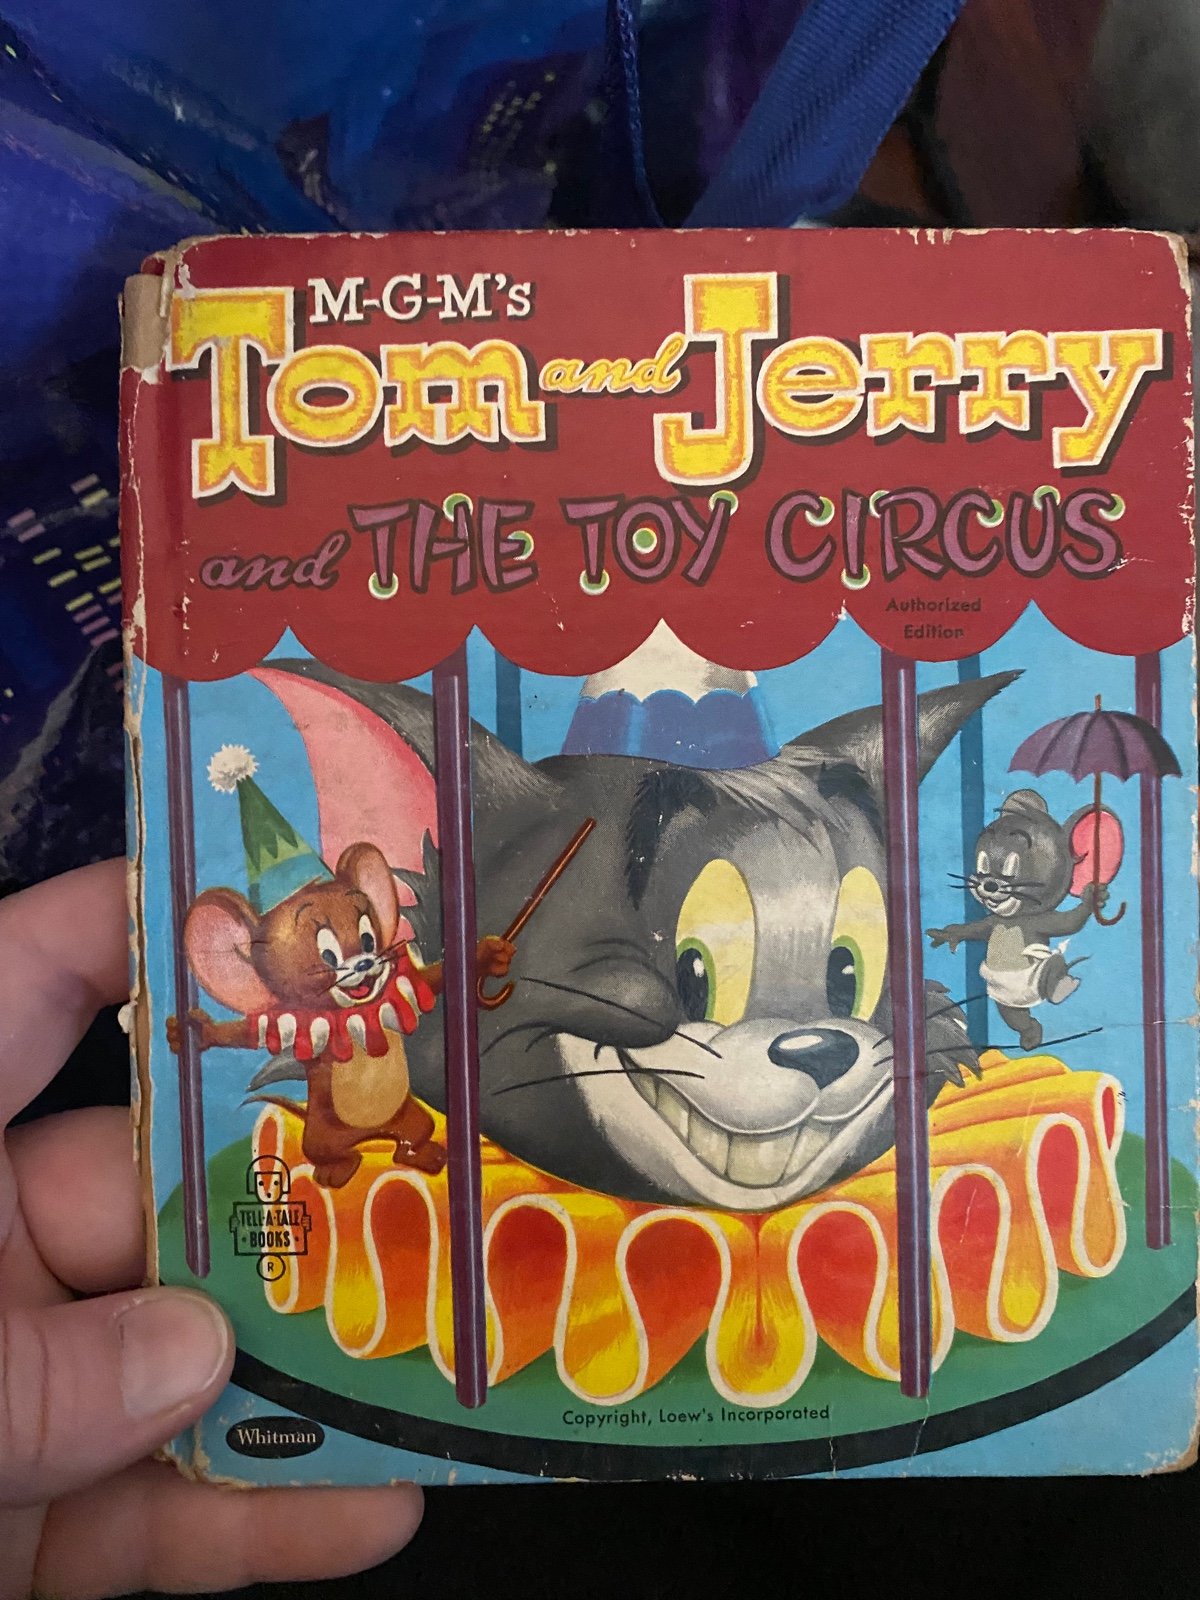 M-G-M's
Tom and Jerry
and THE TOY CIRCUS
Authorized
Edition
TELL-A-TALE
BOOKS
R
Copyright, Loew's Incorporated
Whitman